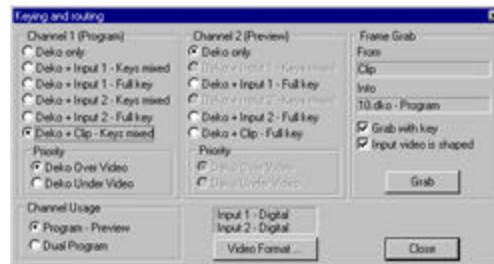 Keying and routing
Channel 1 (Program)
Deko only
Deko + Input 1 - Keys mixed
Deko + Input 1 - Full key
Deko + Input 2 - Keys mixed
Deko + Input 2 - Full key
Deko + Clip - Keys mixed
Priority
Deko Over Video
Deko Under Video
Channel 2 (Preview)
Deko only
Deko + Input 1 - Keys mixed
Deko + Input 1 - Full key
Deko + Input 2 - Keys mixed
Deko + Input 2 - Full key
Deko + Clip - Full key
Priority
Deko Over Video
Deko Under Video
Frame Grab
From
Clip
Into
10.dko - Program
Grab with key
Input video is shaped
Grab
Channel Usage
Program - Preview
Dual Program
Input 1 - Digital
Input 2 - Digital
Video Format ...
Close